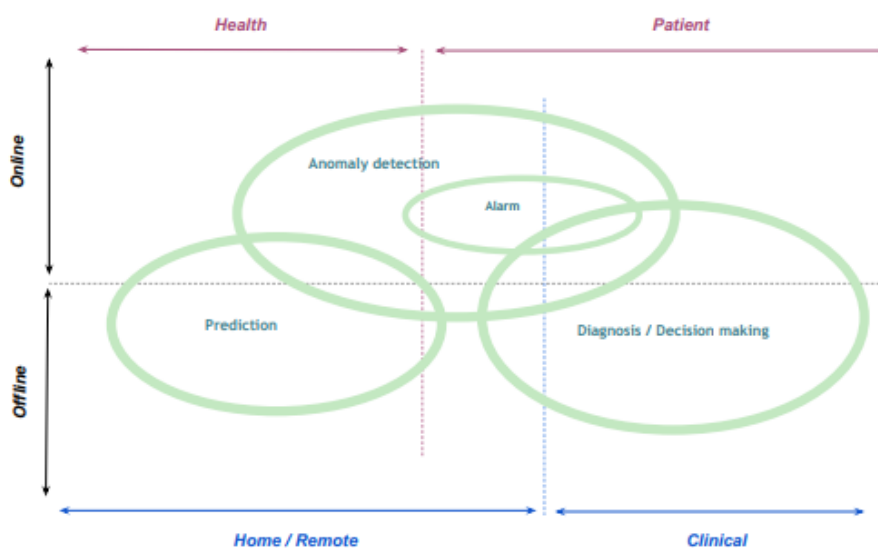 Health
Patient
Online
Anomaly detection
Alarm
Prediction
Diagnosis / Decision making
Offline
Home / Remote
Clinical